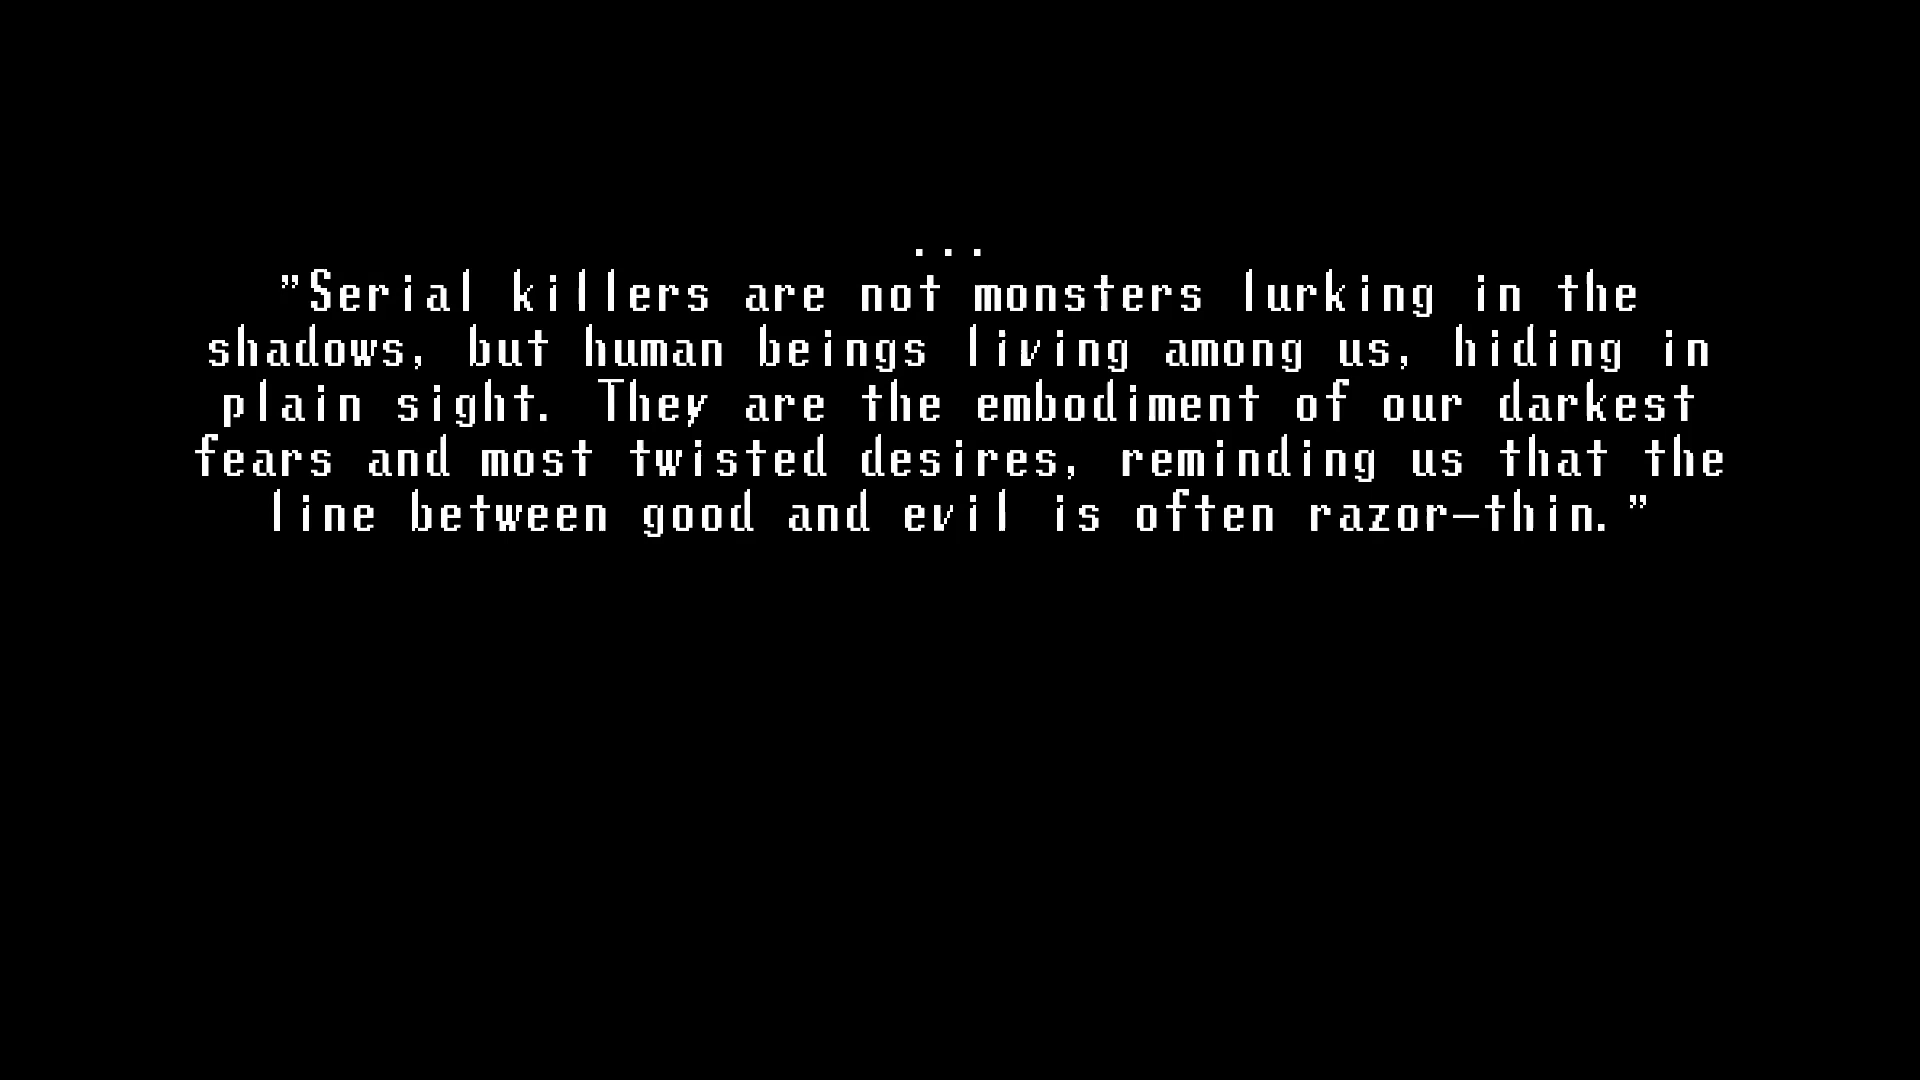 ...
"Serial killers are not monsters lurking in the
shadows, but human beings living among us, hiding in
plain sight. They are the embodiment of our darkest
fears and most twisted desires, reminding us that the
line between good and evil is often razor-thin."